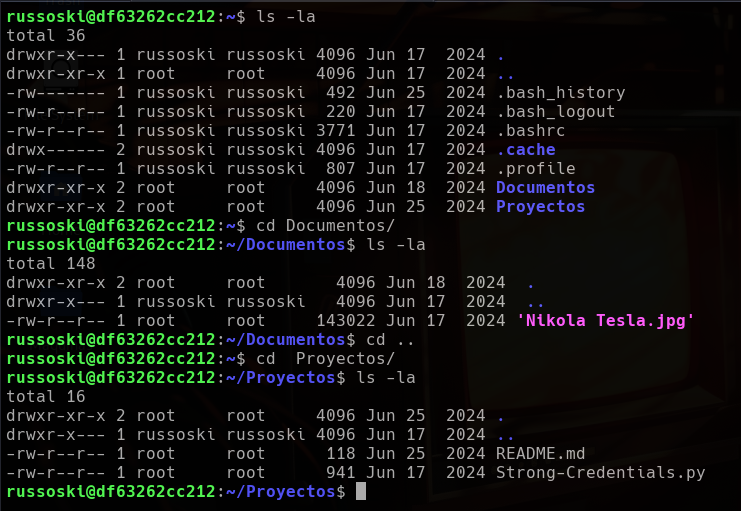 russoski@df63262cc212:~$ ls -la
total 36
drwxr-x--- 1 russoski russoski 4096 Jun 17  2024 .
drwxr-xr-x 1 root     root     4096 Jun 17  2024 ..
-rw------- 1 russoski russoski  492 Jun 25  2024 .bash_history
-rw-r--r-- 1 russoski russoski  220 Jun 17  2024 .bash_logout
-rw-r--r-- 1 russoski russoski 3771 Jun 17  2024 .bashrc
drwx------ 2 russoski russoski 4096 Jun 17  2024 .cache
-rw-r--r-- 1 russoski russoski  807 Jun 17  2024 .profile
drwxr-xr-x 2 root     root     4096 Jun 18  2024 Documentos
drwxr-xr-x 2 root     root     4096 Jun 25  2024 Proyectos
russoski@df63262cc212:~$ cd Documentos/
russoski@df63262cc212:~/Documentos$ ls -la
total 148
drwxr-xr-x 2 root     root       4096 Jun 18  2024  .
drwxr-x--- 1 russoski russoski   4096 Jun 17  2024  ..
-rw-r--r-- 1 root     root     143022 Jun 17  2024 'Nikola Tesla.jpg'
russoski@df63262cc212:~/Documentos$ cd ..
russoski@df63262cc212:~$ cd  Proyectos/
russoski@df63262cc212:~/Proyectos$ ls -la
total 16
drwxr-xr-x 2 root     root     4096 Jun 25  2024 .
drwxr-x--- 1 russoski russoski 4096 Jun 17  2024 ..
-rw-r--r-- 1 root     root      118 Jun 25  2024 README.md
-rw-r--r-- 1 root     root      941 Jun 17  2024 Strong-Credentials.py
russoski@df63262cc212:~/Proyectos$